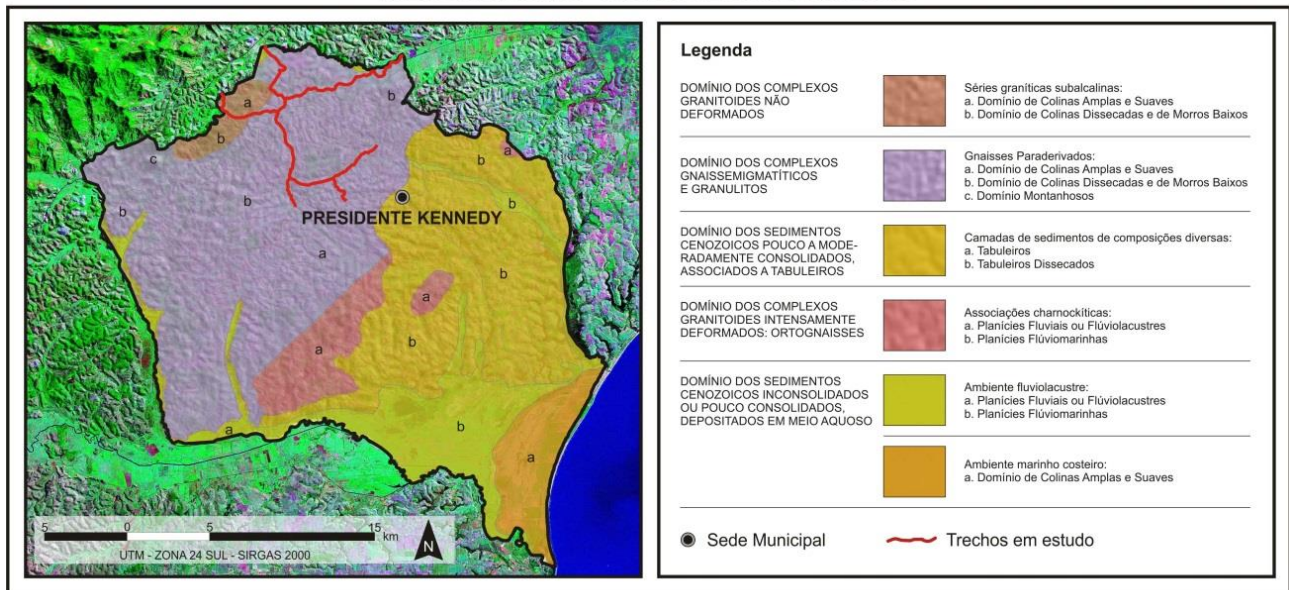 a
b
b
c
b
b
b
a
b
PRESIDENTE KENNEDY
a
b
a
a
b
b
a
a
5 0 5 15
km
UTM - ZONA 24 SUL - SIRGAS 2000
N
Legenda
DOMÍNIO DOS COMPLEXOS
GRANITOIDES NÃO
DEFORMADOS
Séries graníticas subalcalinas:
a. Domínio de Colinas Amplas e Suaves
b. Domínio de Colinas Dissecadas e de Morros Baixos
DOMÍNIO DOS COMPLEXOS
GNAISSEMIGMATÍTICOS
E GRANULITOS
Gnaisses Paraderivados:
a. Domínio de Colinas Amplas e Suaves
b. Domínio de Colinas Dissecadas e de Morros Baixos
c. Domínio Montanhosos
DOMÍNIO DOS SEDIMENTOS
CENOZOICOS POUCO A MODE-
RADAMENTE CONSOLIDADOS,
ASSOCIADOS A TABULEIROS
Camadas de sedimentos de composições diversas:
a. Tabuleiros
b. Tabuleiros Dissecados
DOMÍNIO DOS COMPLEXOS
GRANITOIDES INTENSAMENTE
DEFORMADOS: ORTOGNAISSES
Associações charnockíticas:
a. Planícies Fluviais ou Flúviolacustres
b. Planícies Flúviomarinhas
DOMÍNIO DOS SEDIMENTOS
CENOZOICOS INCONSOLIDADOS
OU POUCO CONSOLIDADOS,
DEPOSITADOS EM MEIO AQUOSO
Ambiente fluviolacustre:
a. Planícies Fluviais ou Flúviolacustres
b. Planícies Flúviomarinhas
Ambiente marinho costeiro:
a. Domínio de Colinas Amplas e Suaves
Sede Municipal
Trechos em estudo